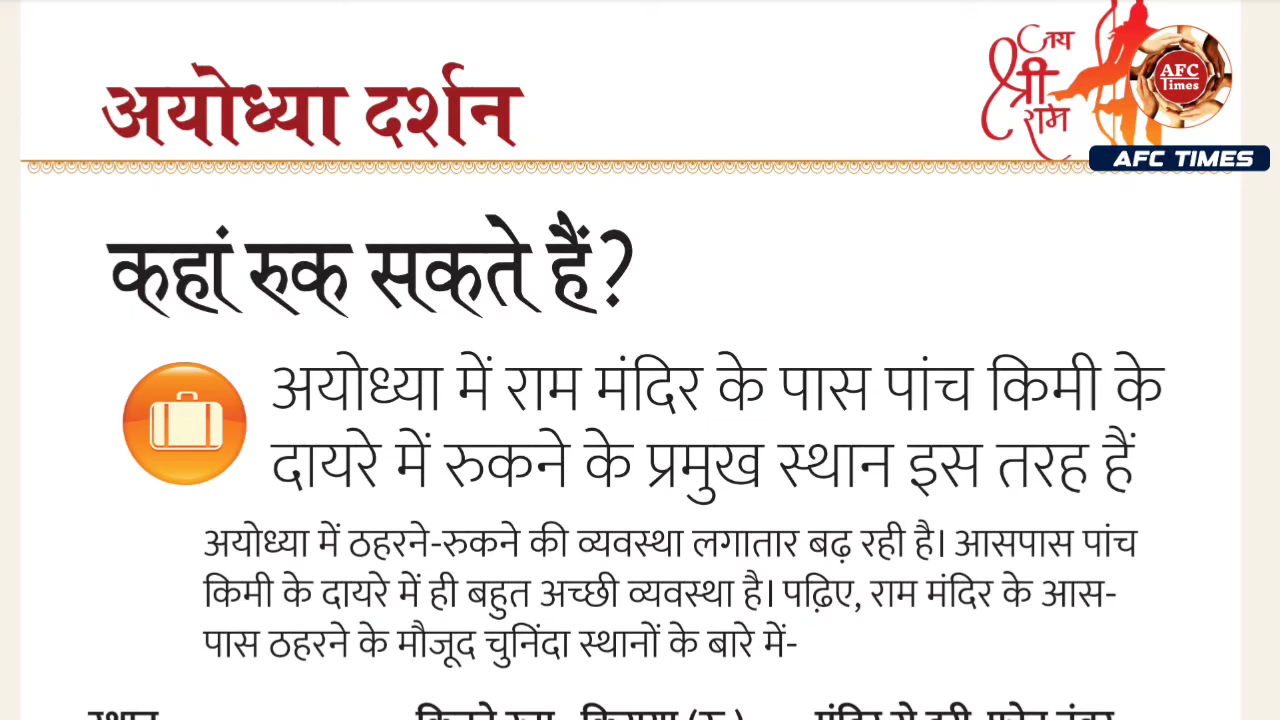 जय
श्री
राम
AFC
Times
AFC TIMES
अयोध्या दर्शन
कहां रुक सकते हैं?
अयोध्या में राम मंदिर के पास पांच किमी के
दायरे में रुकने के प्रमुख स्थान इस तरह हैं
अयोध्या में ठहरने-रुकने की व्यवस्था लगातार बढ़ रही है। आसपास पांच
किमी के दायरे में ही बहुत अच्छी व्यवस्था है। पढ़िए, राम मंदिर के आस-
पास ठहरने के मौजूद चुनिंदा स्थानों के बारे में-